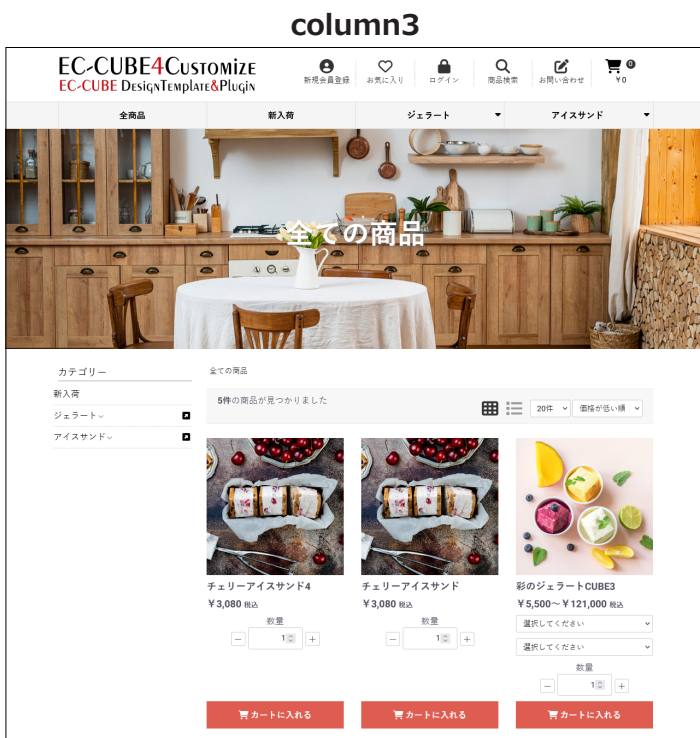 column3
EC-CUBE4Customize
EC-CUBE DesignTemplate&Plugin
新規会員登録
お気に入り
ログイン
商品検索
お問い合わせ
0
¥0
全商品
新入荷
ジェラート
アイスサンド
全ての商品
カテゴリー
新入荷
ジェラート
アイスサンド
全ての商品
5件の商品が見つかりました
20件
価格が低い順
チェリーアイスサンド4
¥3,080 税込
数量
1
カートに入れる
チェリーアイスサンド
¥3,080 税込
数量
1
カートに入れる
彩のジェラートCUBE3
¥5,500～¥121,000 税込
選択してください
選択してください
数量
1
カートに入れる